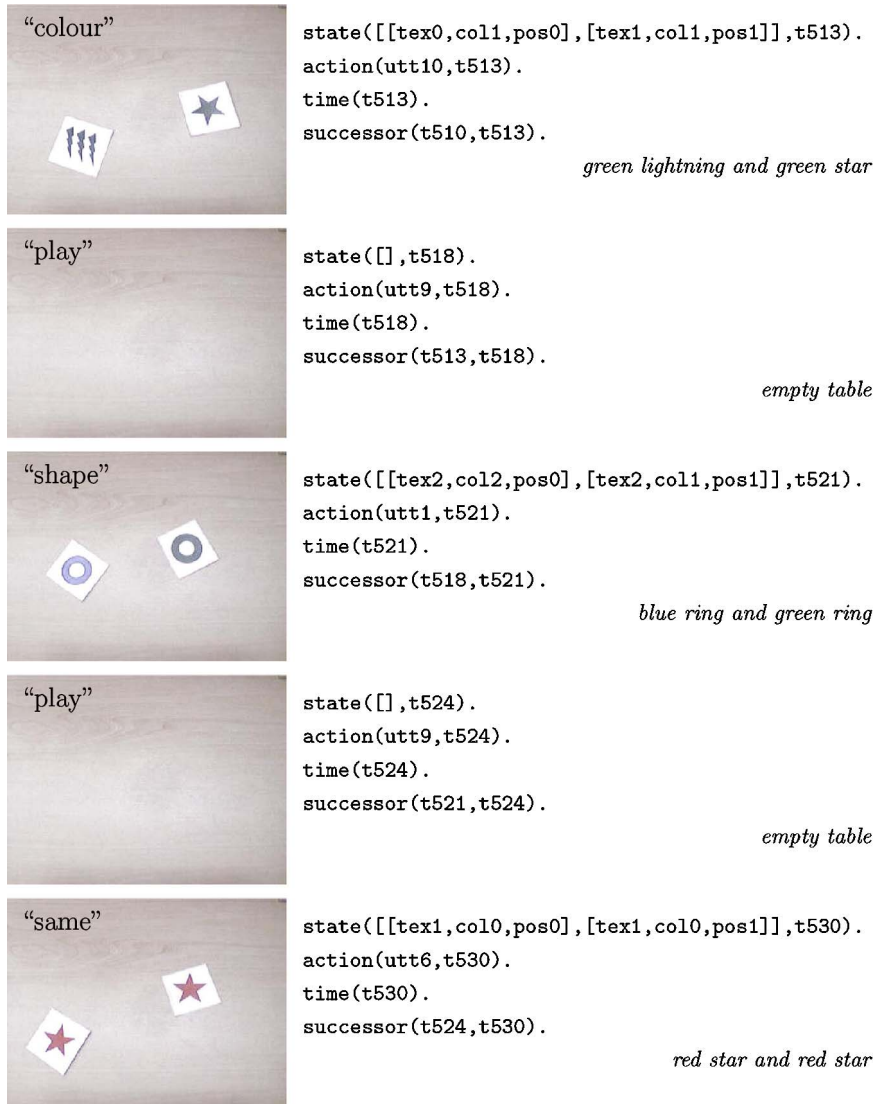 “colour”
state([[tex0,col1,pos0],[tex1,col1,pos1]],t513).
action(utt10,t513).
time(t513).
successor(t510,t513).
green lightning and green star
“play”
state([],t518).
action(utt9,t518).
time(t518).
successor(t513,t518).
empty table
“shape”
state([[tex2,col2,pos0],[tex2,col1,pos1]],t521).
action(utt1,t521).
time(t521).
successor(t518,t521).
blue ring and green ring
“play”
state([],t524).
action(utt9,t524).
time(t524).
successor(t521,t524).
empty table
“same”
state([[tex1,col0,pos0],[tex1,col0,pos1]],t530).
action(utt6,t530).
time(t530).
successor(t524,t530).
red star and red star